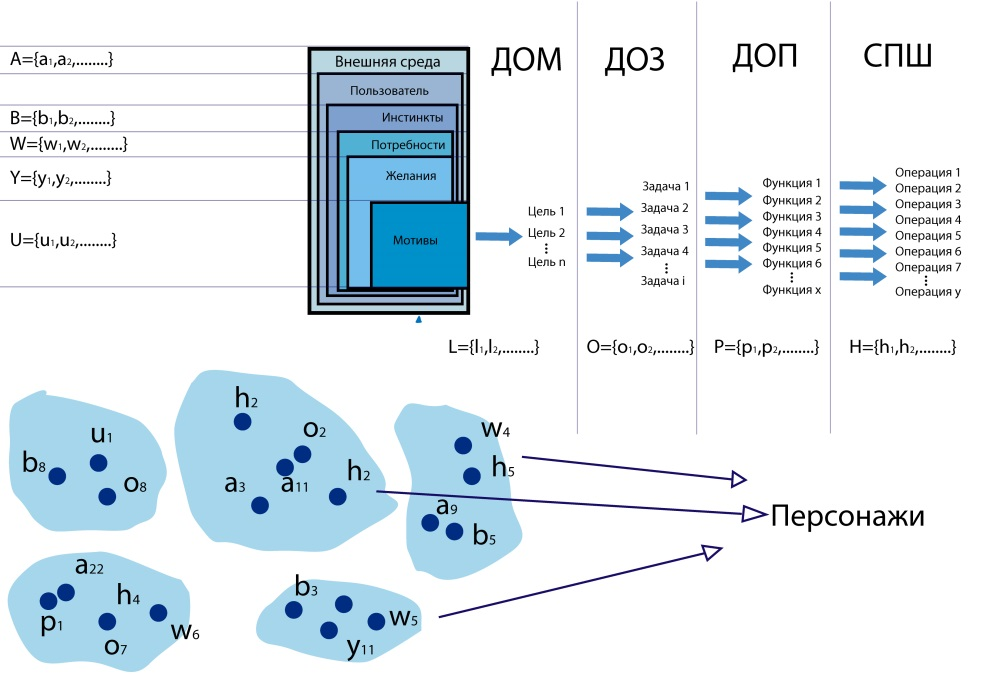 ДОМ
ДОЗ
ДОП
СПШ
A={a1,a2,........}
B={b1,b2,........}
W={w1,w2,........}
Y={y1,y2,........}
U={u1,u2,........}
Внешняя среда
Пользователь
Инстинкты
Потребности
Желания
Мотивы
Цель 1
Цель 2
Цель n
Задача 1
Задача 2
Задача 3
Задача 4
Задача i
Функция 1
Функция 2
Функция 3
Функция 4
Функция 5
Функция 6
Функция x
Операция 1
Операция 2
Операция 3
Операция 4
Операция 5
Операция 6
Операция 7
Операция y
L={l1,l2,........}
O={o1,o2,........}
P={p1,p2,........}
H={h1,h2,........}
u1
b8
o8
h2
o2
a3
a11
h2
w4
h5
a9
b5
Персонажи
a22
p1
h4
o7
w6
b3
w5
y11